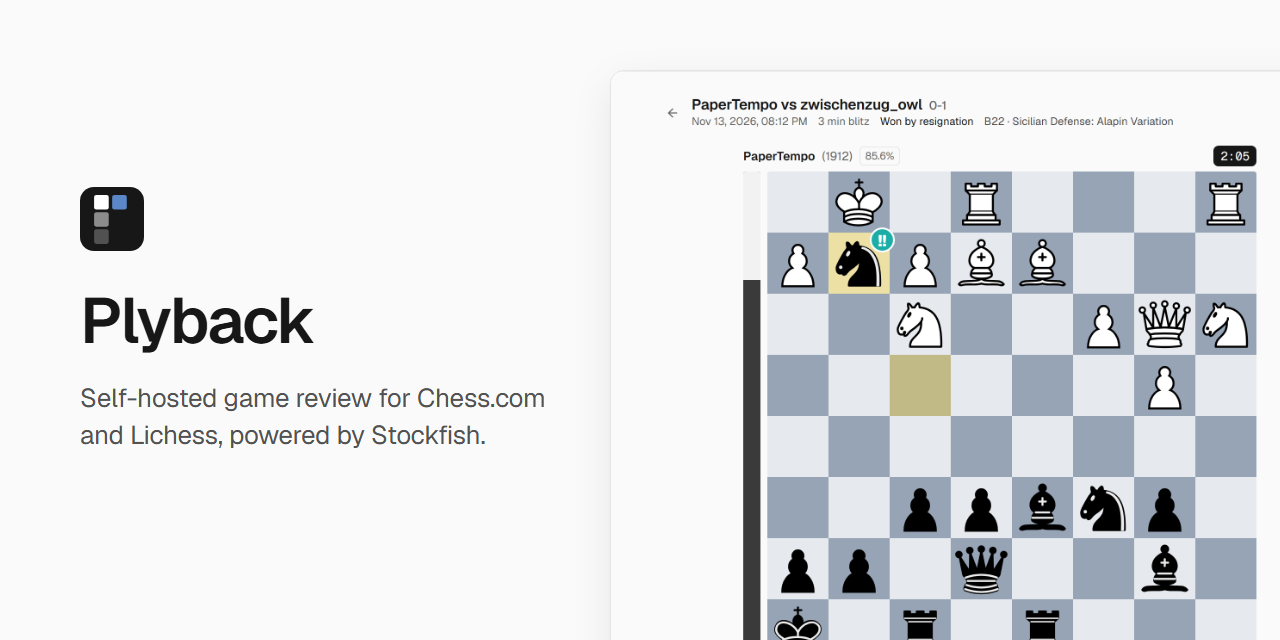 Plyback
Self-hosted game review for Chess.com
and Lichess, powered by Stockfish.
PaperTempo vs zwischenzug_owl 0-1
Nov 13, 2026, 08:12 PM 3 min blitz Won by resignation B22 · Sicilian Defense: Alapin Variation
PaperTempo (1912) 85.6% 2:05
!!